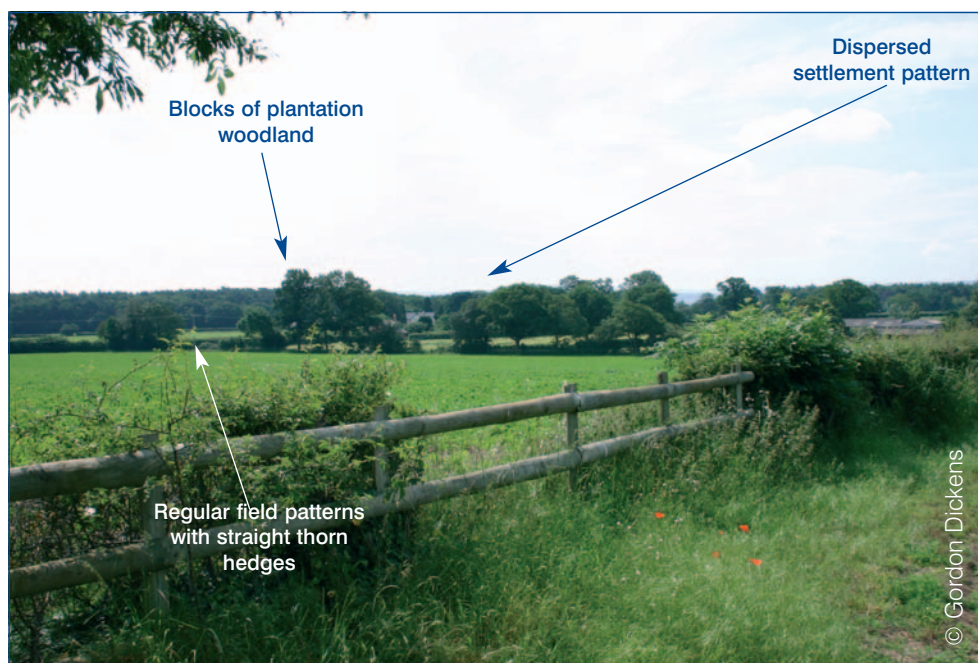 Dispersed
settlement pattern
Blocks of plantation
woodland
Regular field patterns
with straight thorn
hedges
© Gordon Dickens